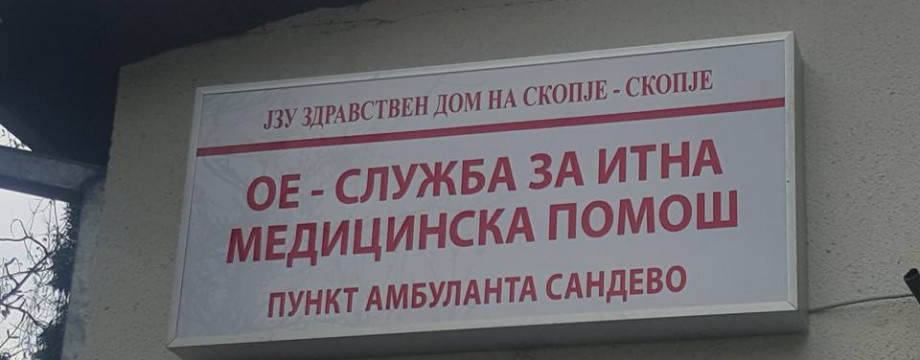 ЈЗУ ЗДРАВСТВЕН ДОМ НА СКОПЈЕ - СКОПЈЕ
ОЕ - СЛУЖБА ЗА ИТНА
МЕДИЦИНСКА ПОМОШ
ПУНКТ АМБУЛАНТА САНДЕВО